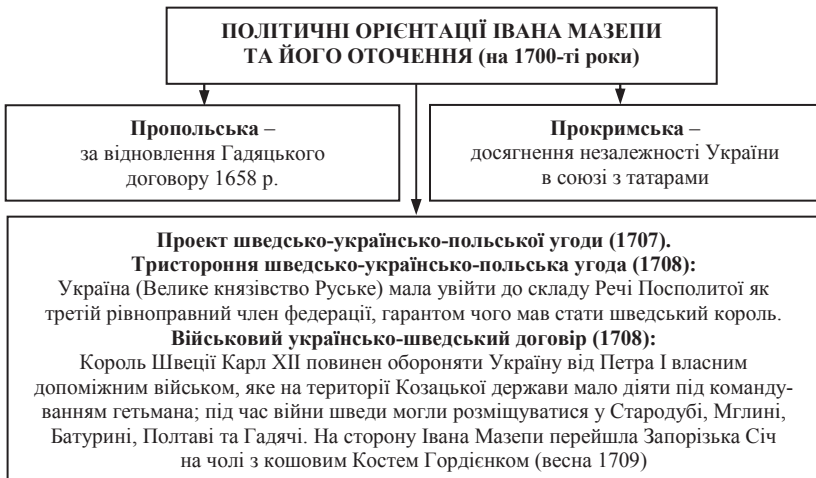 ПОЛІТИЧНІ ОРІЄНТАЦІЇ ІВАНА МАЗЕПИ
ТА ЙОГО ОТОЧЕННЯ (на 1700-ті роки)
Пропольська –
за відновлення Гадяцького
договору 1658 р.
Прокримська –
досягнення незалежності України
в союзі з татарами
Проект шведсько-українсько-польської угоди (1707).
Тристороння шведсько-українсько-польська угода (1708):
Україна (Велике князівство Руське) мала увійти до складу Речі Посполитої як
третій рівноправний член федерації, гарантом чого мав стати шведський король.
Військовий українсько-шведський договір (1708):
Король Швеції Карл XII повинен обороняти Україну від Петра І власним
допоміжним військом, яке на території Козацької держави мало діяти під команду-
ванням гетьмана; під час війни шведи могли розміщуватися у Стародубі, Мглині,
Батурині, Полтаві та Гадячі. На сторону Івана Мазепи перейшла Запорізька Січ
на чолі з кошовим Костем Гордієнком (весна 1709)